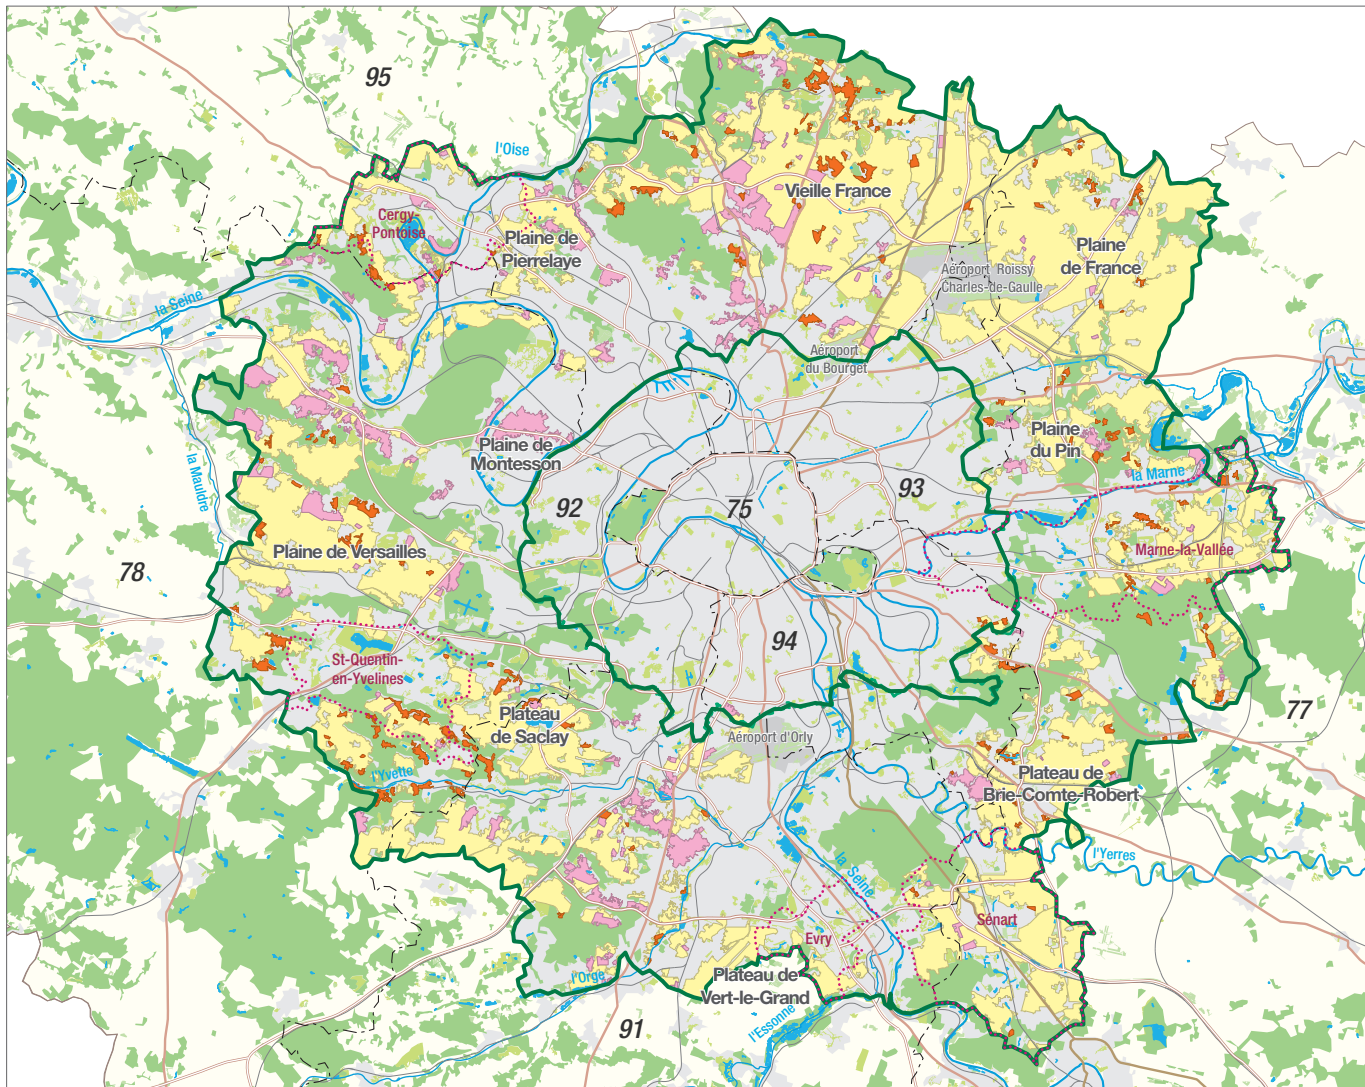 95
l'Oise
Vieille France
Cergy-
Pontoise
Plaine de
Pierrelaye
Plaine
de France
Aéroport Roissy
Charles-de-Gaulle
la Seine
Aéroport
du Bourget
Plaine de
Montesson
Plaine
du Pin
la Mauldre
la Marne
92
75
93
Plaine de Versailles
Marne-la-Vallée
78
94
St-Quentin-
en-Yvelines
Plateau
de Saclay
77
Aéroport d'Orly
l'Yvette
Plateau de
Brie-Comte-Robert
l'Yerres
la Seine
Sénart
Evry
l'Orge
Plateau de
Vert-le-Grand
l'Essonne
91